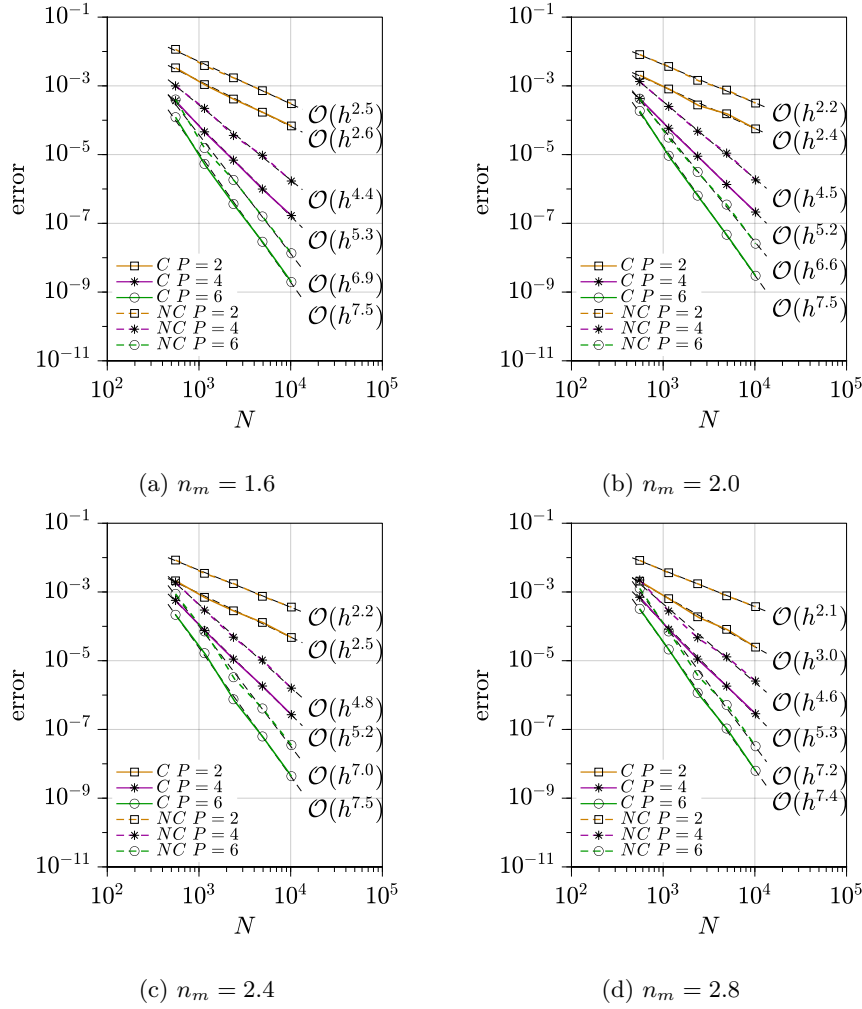 10^{-1}
10^{-3}
10^{-5}
10^{-7}
10^{-9}
10^{-11}
error
O(h^{2.5})
O(h^{2.6})
O(h^{4.4})
O(h^{5.3})
O(h^{6.9})
O(h^{7.5})
C P = 2
C P = 4
C P = 6
NC P = 2
NC P = 4
NC P = 6
10^2 10^3 10^4 10^5
N
(a) n_m = 1.6
10^{-1}
10^{-3}
10^{-5}
10^{-7}
10^{-9}
10^{-11}
error
O(h^{2.2})
O(h^{2.4})
O(h^{4.5})
O(h^{5.2})
O(h^{6.6})
O(h^{7.5})
C P = 2
C P = 4
C P = 6
NC P = 2
NC P = 4
NC P = 6
10^2 10^3 10^4 10^5
N
(b) n_m = 2.0
10^{-1}
10^{-3}
10^{-5}
10^{-7}
10^{-9}
10^{-11}
error
O(h^{2.2})
O(h^{2.5})
O(h^{4.8})
O(h^{5.2})
O(h^{7.0})
O(h^{7.5})
C P = 2
C P = 4
C P = 6
NC P = 2
NC P = 4
NC P = 6
10^2 10^3 10^4 10^5
N
(c) n_m = 2.4
10^{-1}
10^{-3}
10^{-5}
10^{-7}
10^{-9}
10^{-11}
error
O(h^{2.1})
O(h^{3.0})
O(h^{4.6})
O(h^{5.3})
O(h^{7.2})
O(h^{7.4})
C P = 2
C P = 4
C P = 6
NC P = 2
NC P = 4
NC P = 6
10^2 10^3 10^4 10^5
N
(d) n_m = 2.8